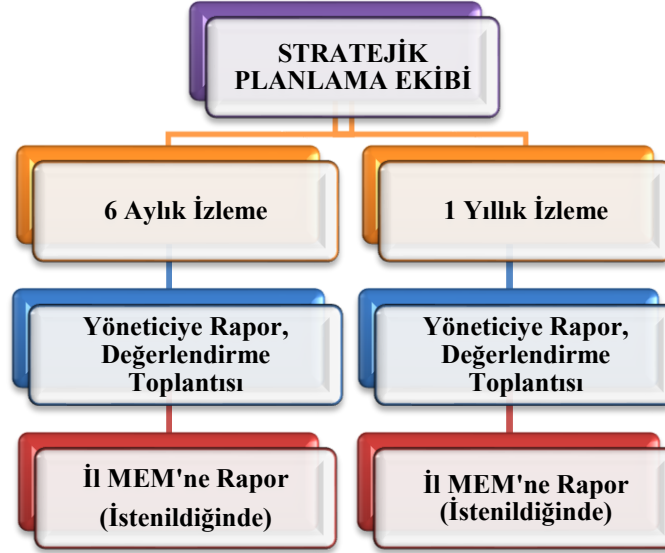 STRATEJİK
PLANLAMA EKİBİ
6 Aylık İzleme
1 Yıllık İzleme
Yöneticiye Rapor,
Değerlendirme
Toplantısı
Yöneticiye Rapor,
Değerlendirme
Toplantısı
İl MEM'ne Rapor
(İstenildiğinde)
İl MEM'ne Rapor
(İstenildiğinde)